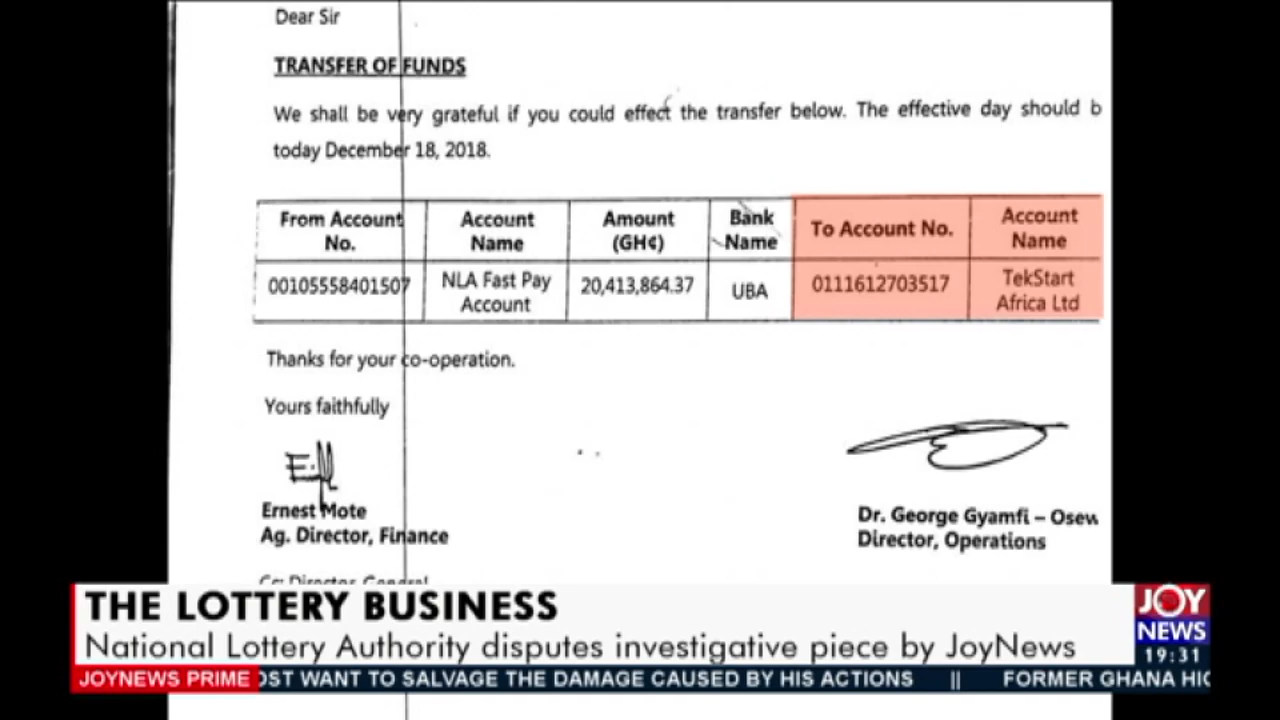 Dear Sir
TRANSFER OF FUNDS
We shall be very grateful if you could effect the transfer below. The effective day should b
today December 18, 2018.
From Account No. Account Name Amount (GH¢) Bank Name To Account No. Account Name
00105558401507 NLA Fast Pay Account 20,413,864.37 UBA 0111612703517 TekStart Africa Ltd
Thanks for your co-operation.
Yours faithfully
Ernest Mote
Ag. Director, Finance
Dr. George Gyamfi – Osew
Director, Operations
Cc: Director General
THE LOTTERY BUSINESS
National Lottery Authority disputes investigative piece by JoyNews
JOY
NEWS
19:31
JOYNEWS PRIME OST WANT TO SALVAGE THE DAMAGE CAUSED BY HIS ACTIONS || FORMER GHANA HIG